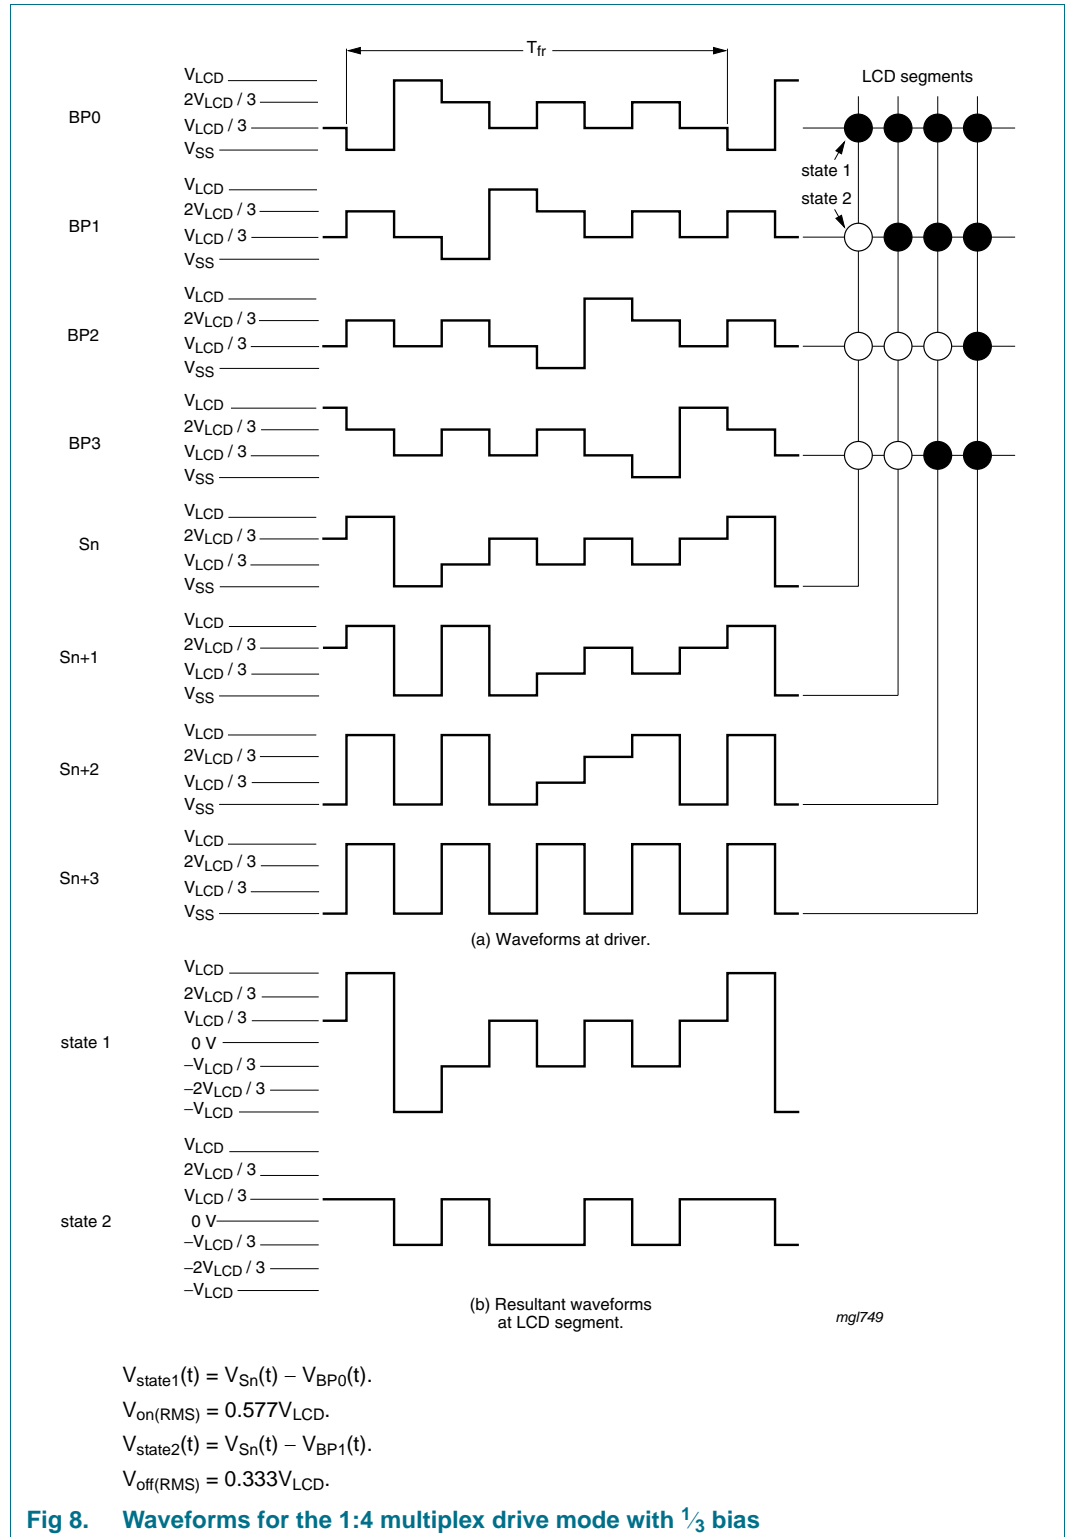 Tfr
VLCD
2VLCD / 3
VLCD / 3
VSS
BP0
LCD segments
state 1
state 2
VLCD
2VLCD / 3
VLCD / 3
VSS
BP1
VLCD
2VLCD / 3
VLCD / 3
VSS
BP2
VLCD
2VLCD / 3
VLCD / 3
VSS
BP3
VLCD
2VLCD / 3
VLCD / 3
VSS
Sn
VLCD
2VLCD / 3
VLCD / 3
VSS
Sn+1
VLCD
2VLCD / 3
VLCD / 3
VSS
Sn+2
VLCD
2VLCD / 3
VLCD / 3
VSS
Sn+3
(a) Waveforms at driver.
VLCD
2VLCD / 3
VLCD / 3
0 V
−VLCD / 3
−2VLCD / 3
−VLCD
state 1
VLCD
2VLCD / 3
VLCD / 3
0 V
−VLCD / 3
−2VLCD / 3
−VLCD
state 2
(b) Resultant waveforms
at LCD segment.
mgl749
Vstate1(t) = VSn(t) − VBP0(t).
Von(RMS) = 0.577VLCD.
Vstate2(t) = VSn(t) − VBP1(t).
Voff(RMS) = 0.333VLCD.
Fig 8. Waveforms for the 1:4 multiplex drive mode with 1⁄3 bias